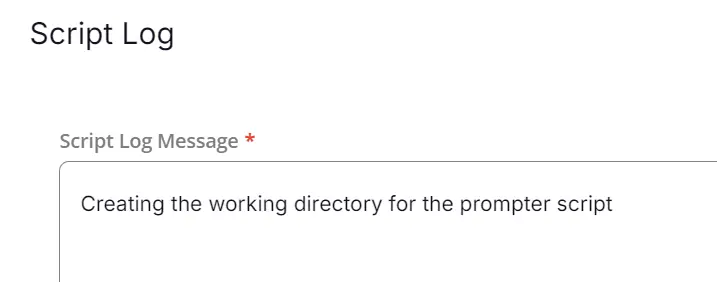 Script Log
Script Log Message *
Creating the working directory for the prompter script